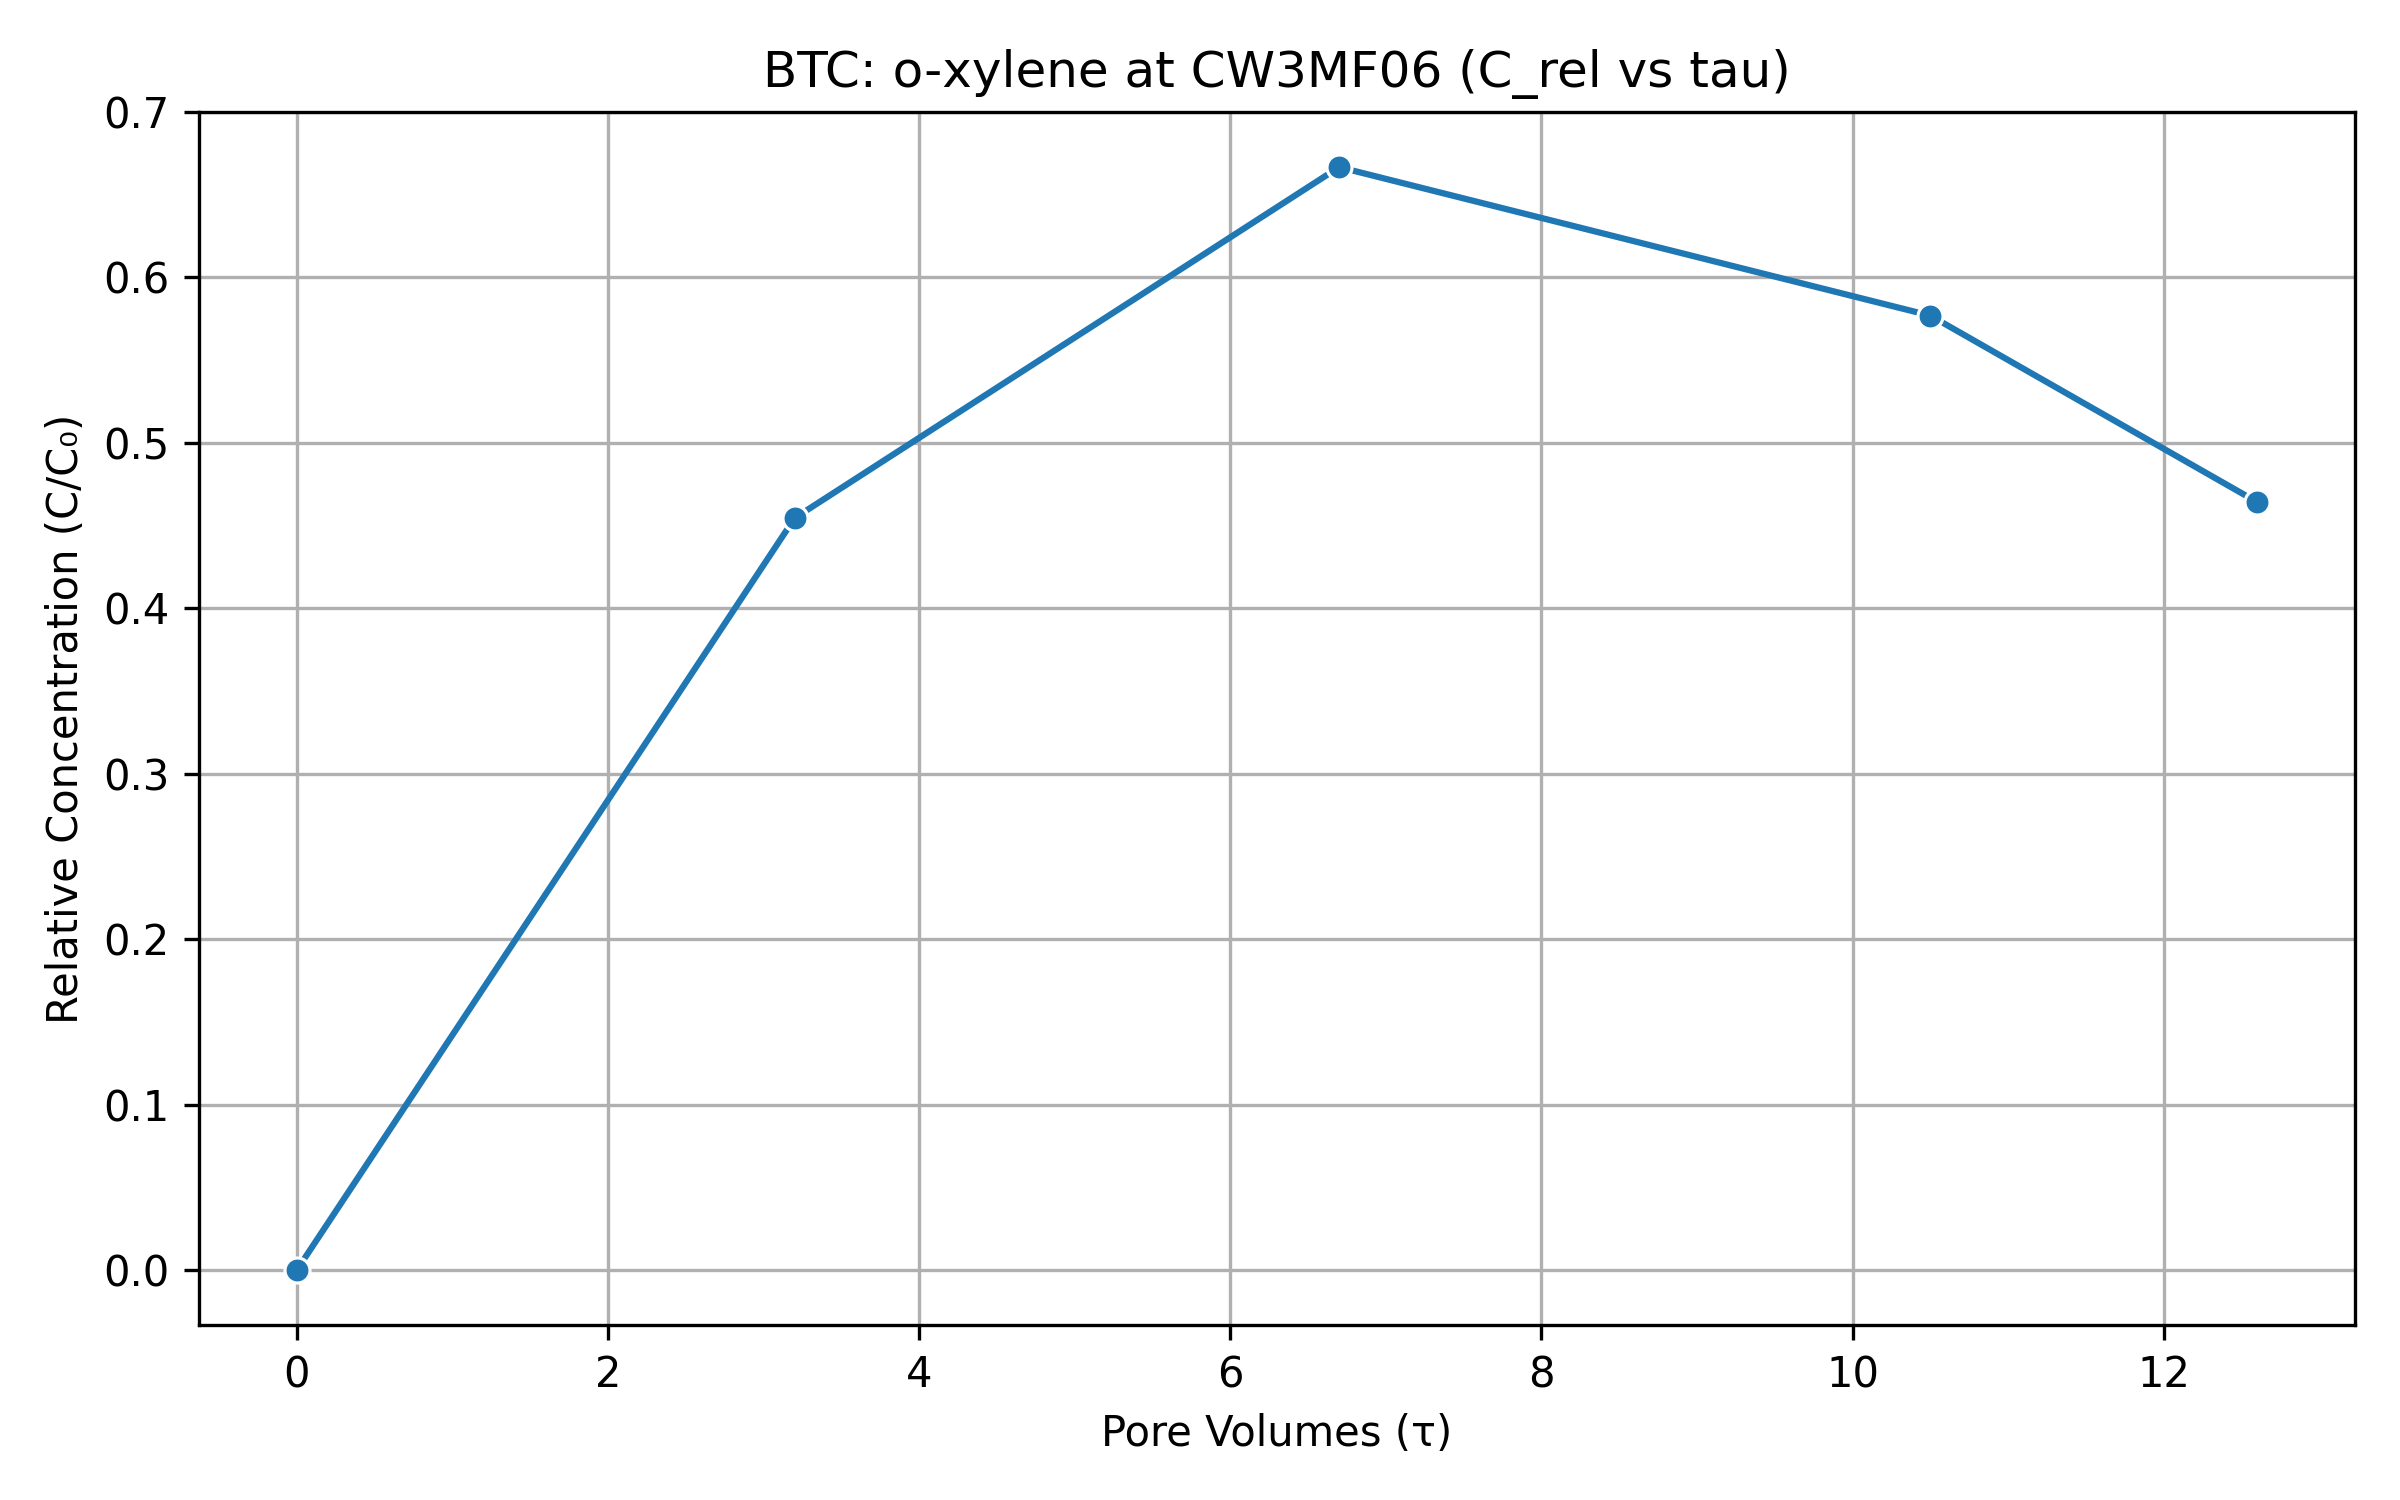 BTC: o-xylene at CW3MF06 (C_rel vs tau)
Relative Concentration (C/C₀)
0.7
0.6
0.5
0.4
0.3
0.2
0.1
0.0
0 2 4 6 8 10 12
Pore Volumes (τ)